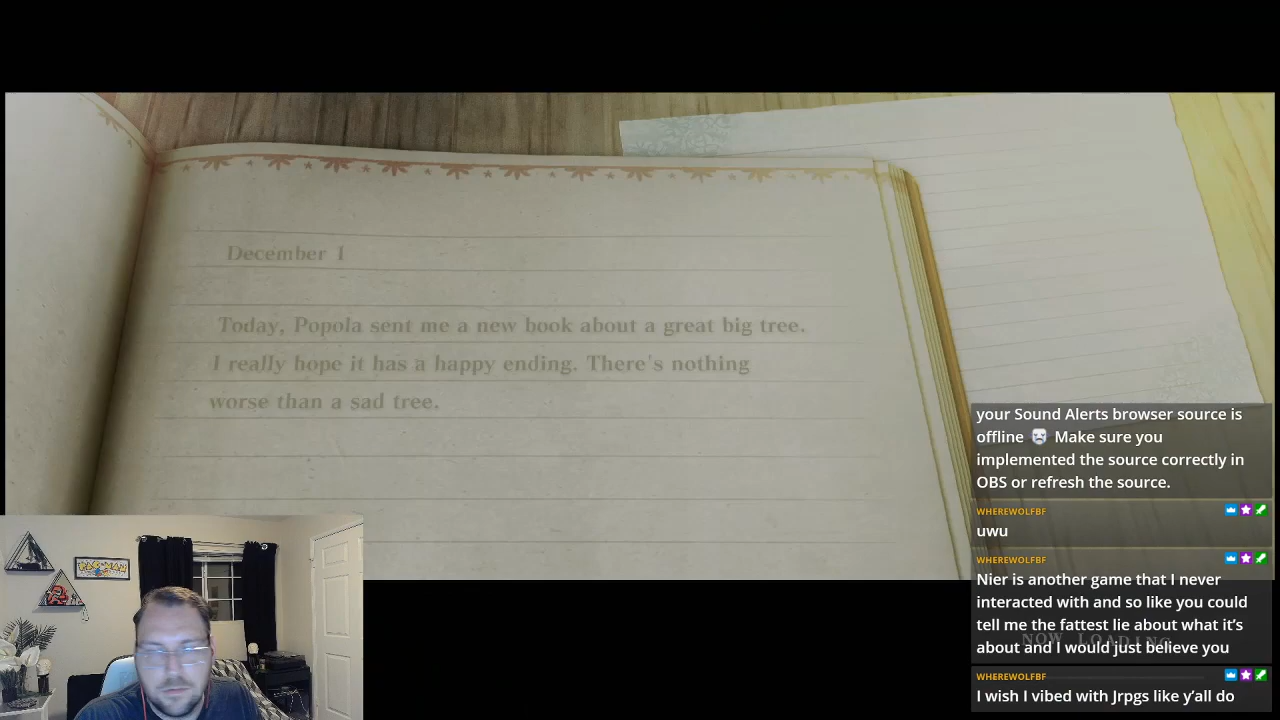 December 1
Today, Popola sent me a new book about a great big tree.
I really hope it has a happy ending. There's nothing
worse than a sad tree.
PAC-MAN
your Sound Alerts browser source is
offline Make sure you
implemented the source correctly in
OBS or refresh the source.
WHEREWOLFBF
uwu
WHEREWOLFBF
Nier is another game that I never
interacted with and so like you could
tell me the fattest lie about what it's
about and I would just believe you
NOW LOADING
WHEREWOLFBF
I wish I vibed with Jrpgs like y'all do